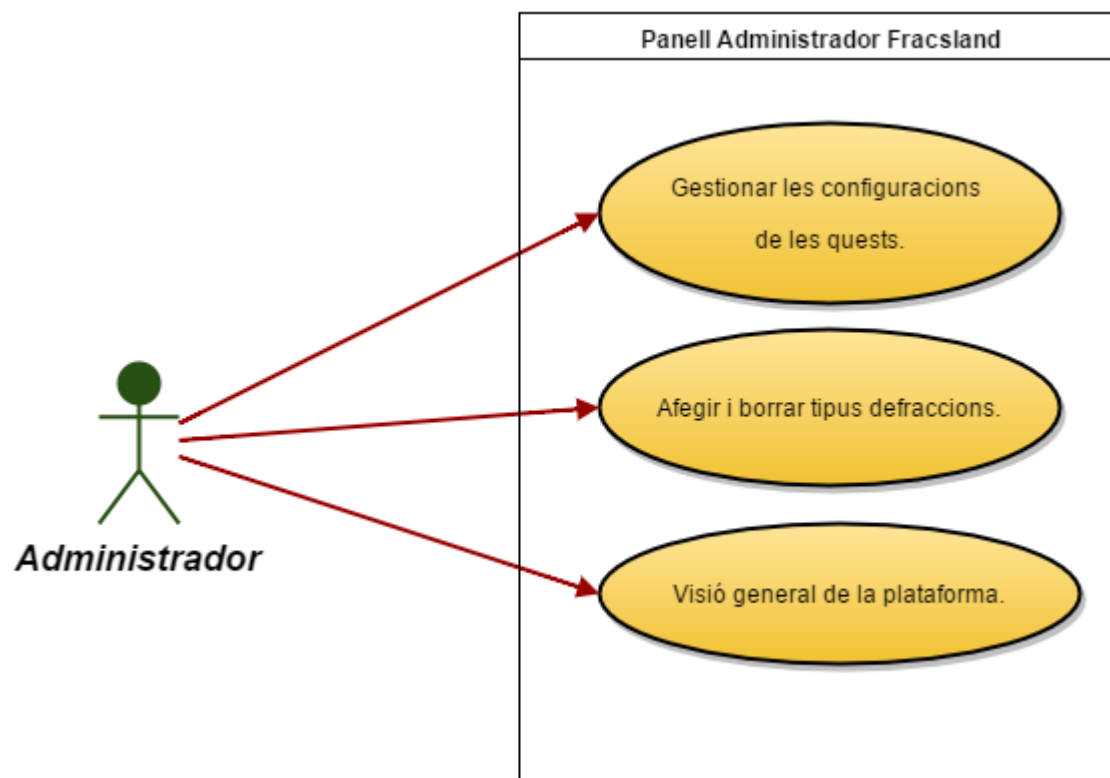 Panell Administrador Fracsland
Gestionar les configuracions
de les quests.
Afegir i borrar tipus defraccions.
Administrador
Visió general de la plataforma.